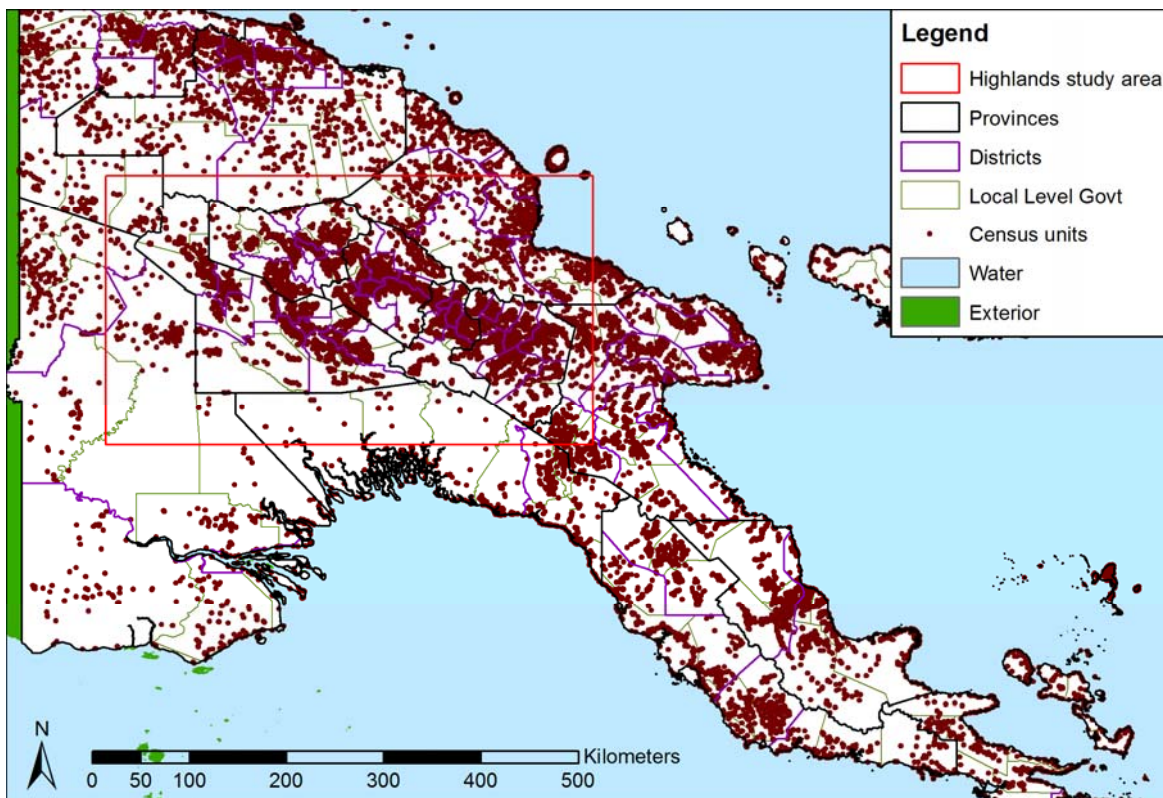 Legend
Highlands study area
Provinces
Districts
Local Level Govt
Census units
Water
Exterior
N
Kilometers
0 50 100 200 300 400 500